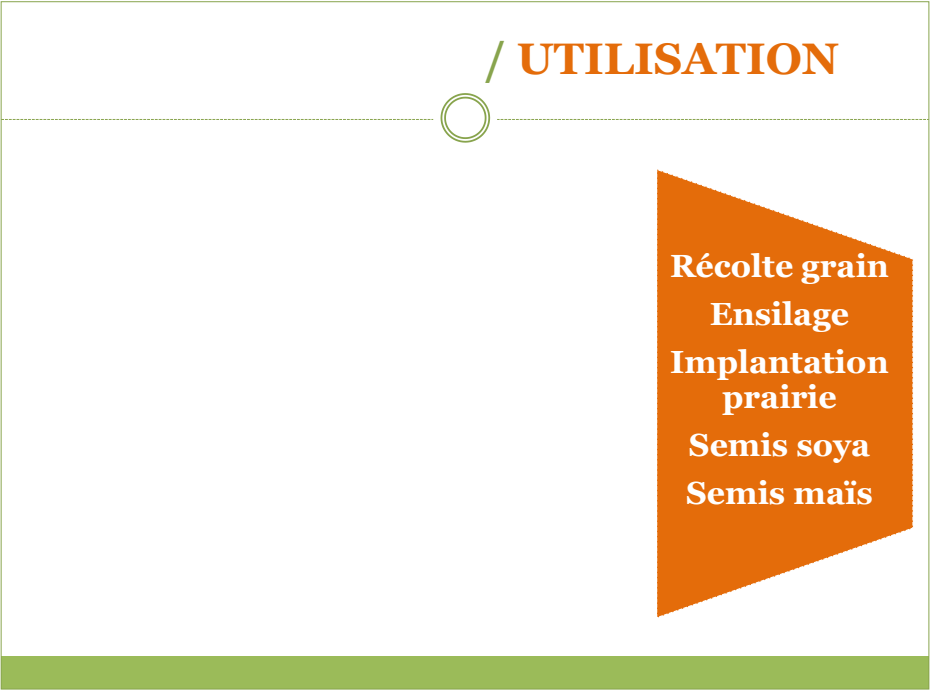 / UTILISATION
Récolte grain
Ensilage
Implantation
prairie
Semis soya
Semis maïs